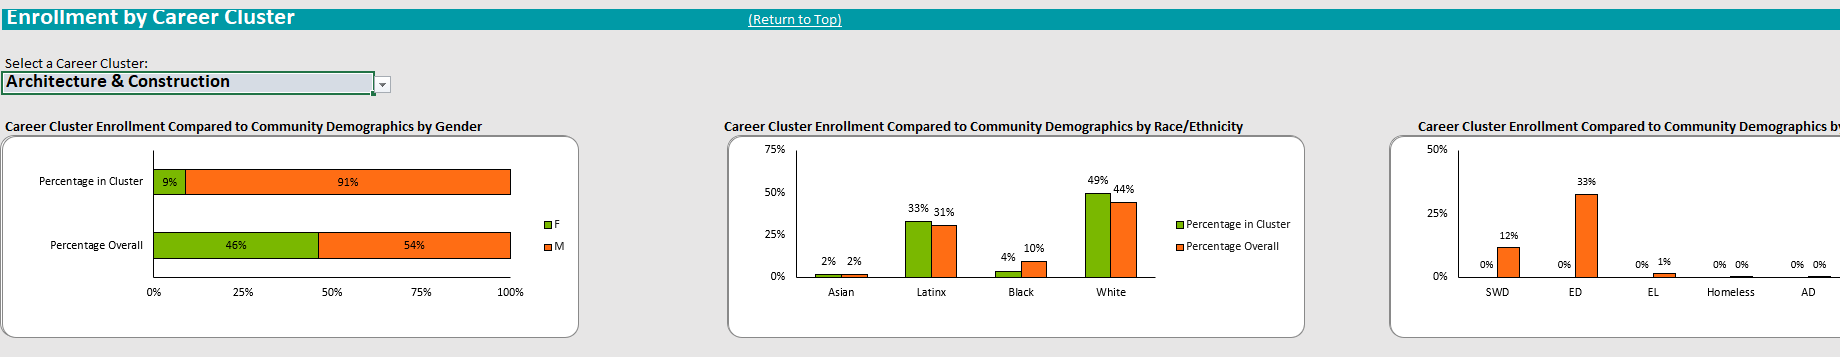 Enrollment by Career Cluster
(Return to Top)
Select a Career Cluster:
Architecture & Construction
Career Cluster Enrollment Compared to Community Demographics by Gender
Percentage in Cluster
9%
91%
Percentage Overall
46%
54%
F
M
0% 25% 50% 75% 100%
Career Cluster Enrollment Compared to Community Demographics by Race/Ethnicity
75%
50%
25%
0%
2% 2%
33% 31%
4% 10%
49% 44%
Asian Latinx Black White
Percentage in Cluster
Percentage Overall
Career Cluster Enrollment Compared to Community Demographics
50%
25%
0%
0% 12%
0% 33%
0% 1%
0% 0%
0% 0%
SWD ED EL Homeless AD